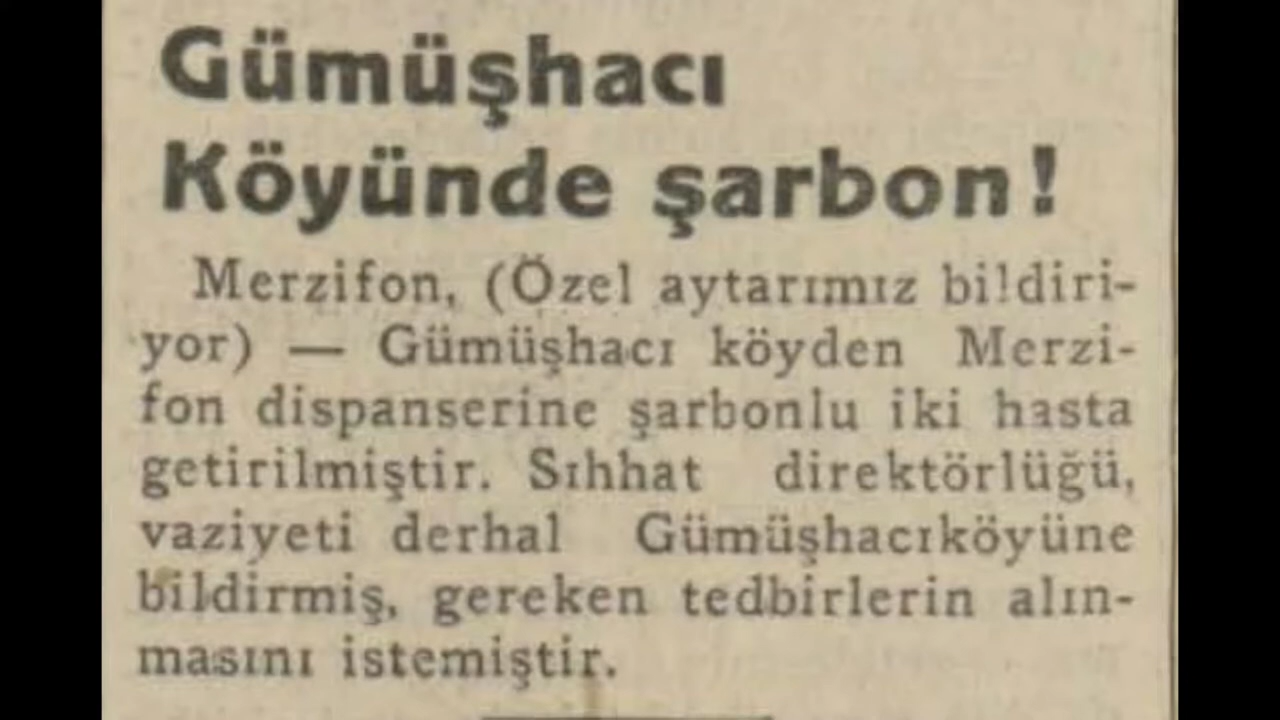 Gümüşhacı
Köyünde şarbon!
Merzifon, (Özel aytarımız bildiri-
yor) — Gümüşhacı köyden Merzi-
fon dispanserine şarbonlu iki hasta
getirilmiştir. Sıhhat direktörlüğü,
vaziyeti derhal Gümüşhacıköyüne
bildirmiş, gereken tedbirlerin alın-
masını istemiştir.